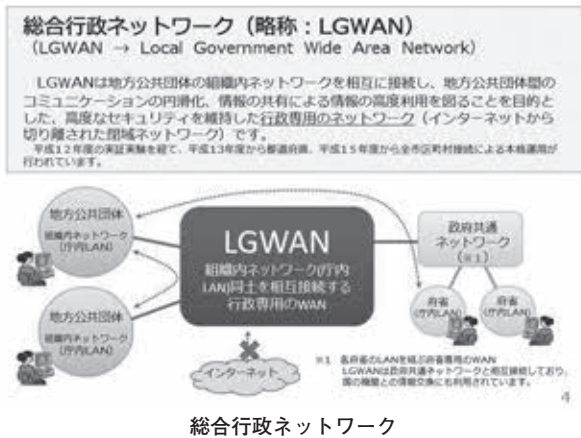 総合行政ネットワーク（略称：LGWAN）
（LGWAN → Local Government Wide Area Network）
LGWANは地方公共団体の組織内ネットワークを相互に接続し、地方公共団体間の
コミュニケーションの円滑化、情報の共有による情報の高度利用を図ることを目的と
した、高度なセキュリティを維持した行政専用のネットワーク（インターネットから
切り離された閉域ネットワーク）です。
平成１２年度の実証実験を経て、平成13年度から都道府県、平成１５年度から全市区町村接続による本格運用が
行われています。
地方公共団体
組織内ネットワーク
（庁内LAN）
LGWAN
組織内ネットワーク(庁内
LAN)同士を相互接続する
行政専用のWAN
政府共通
ネットワーク
（※１）
府省
（庁内LAN）
府省
（庁内LAN）
地方公共団体
組織内ネットワーク
（庁内LAN）
インターネット
※１ 各府省のLANを結ぶ府省専用のWAN
LGWANは政府共通ネットワークと相互接続しており、
国の機関との情報交換にも利用されています。
4
総合行政ネットワーク